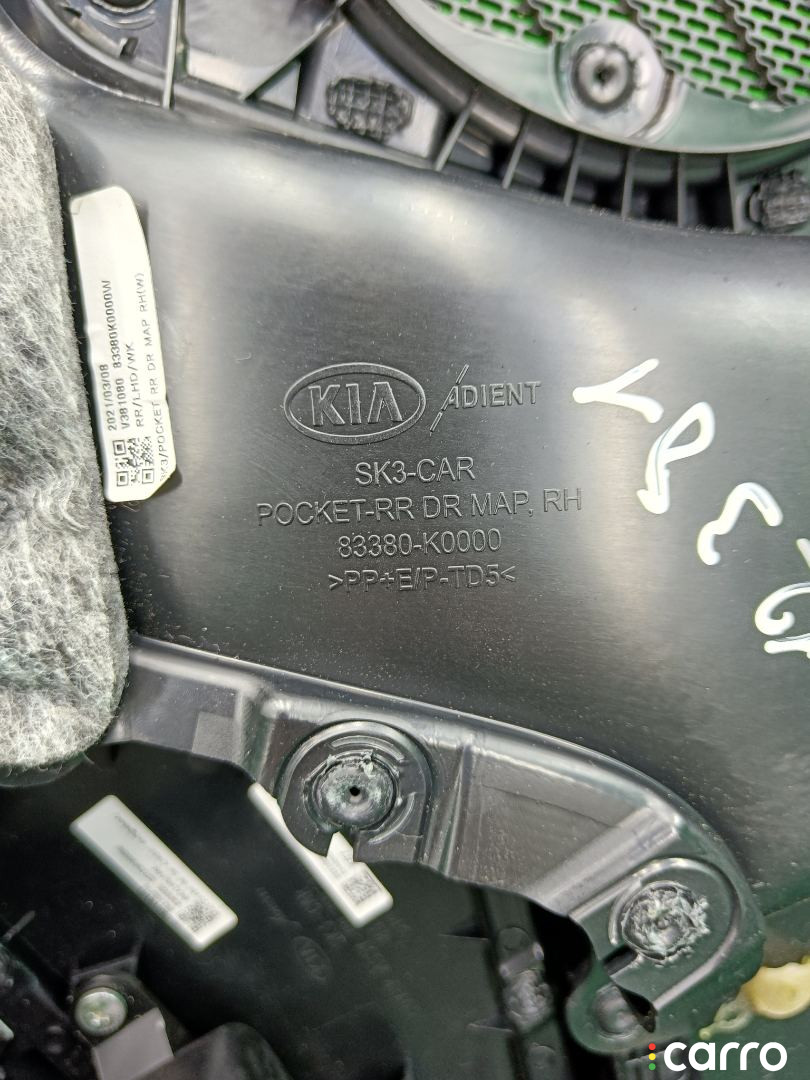 2021/03/08
V381080 83380K0000W
RR/LHD/WK
SK3/POCKET RR DR MAP RH(W)
KIA ADIENT
SK3-CAR
POCKET-RR DR MAP, RH
83380-K0000
>PP+E/P-TD5<
carro